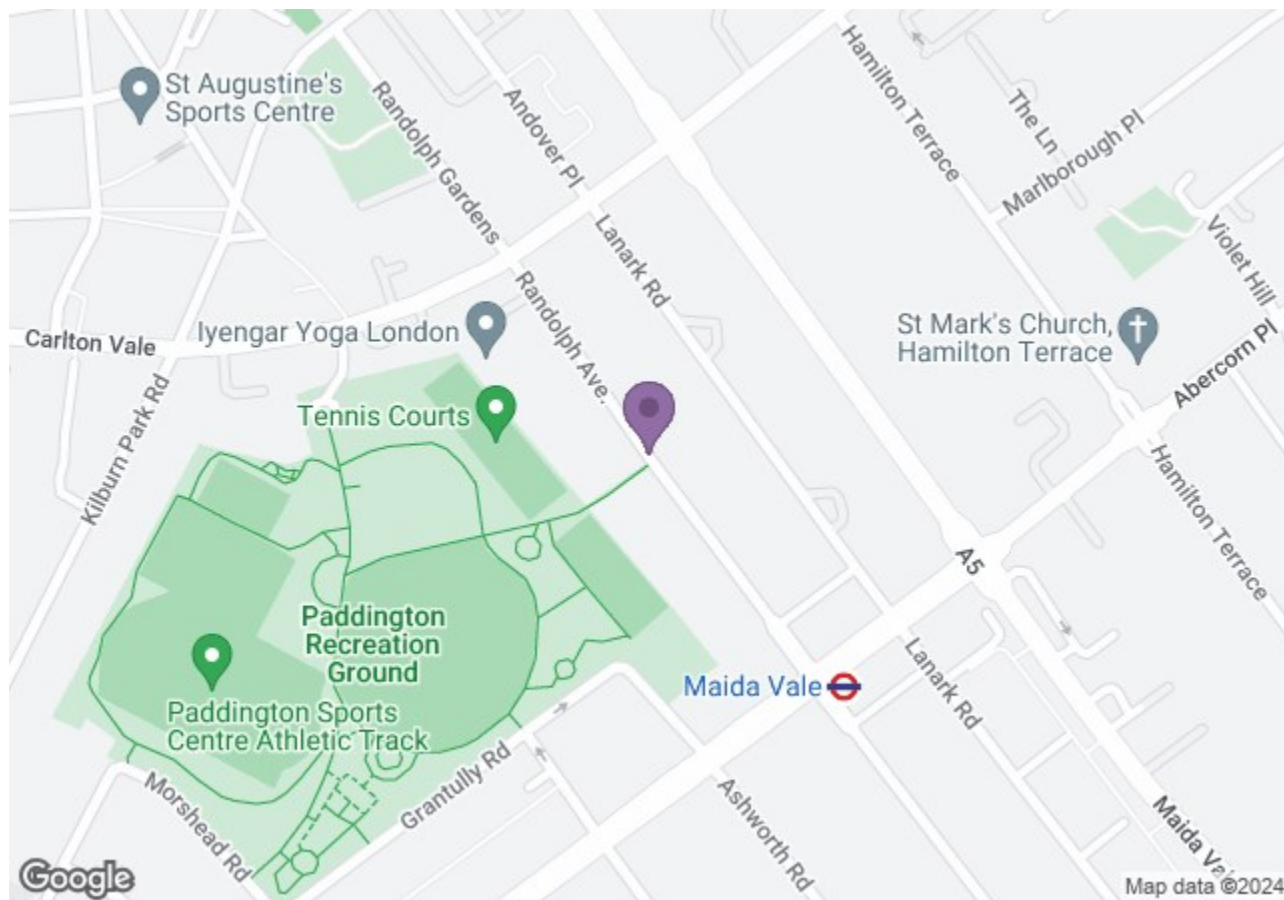 St Augustine's
Sports Centre
Randolph Gardens
Andover Pl
Hamilton Terrace
The Ln
Marlborough Pl
Violet Hill
Lanark Rd
Randolph Ave.
Carlton Vale
Iyengar Yoga London
St Mark's Church,
Hamilton Terrace
Abercorn Pl
Tennis Courts
Kilburn Park Rd
Hamilton Terrace
A5
Paddington
Recreation
Ground
Maida Vale
Lanark Rd
Paddington Sports
Centre Athletic Track
Grantully Rd
Morshead Rd
Ashworth Rd
Maida Vale
Google
Map data ©2024